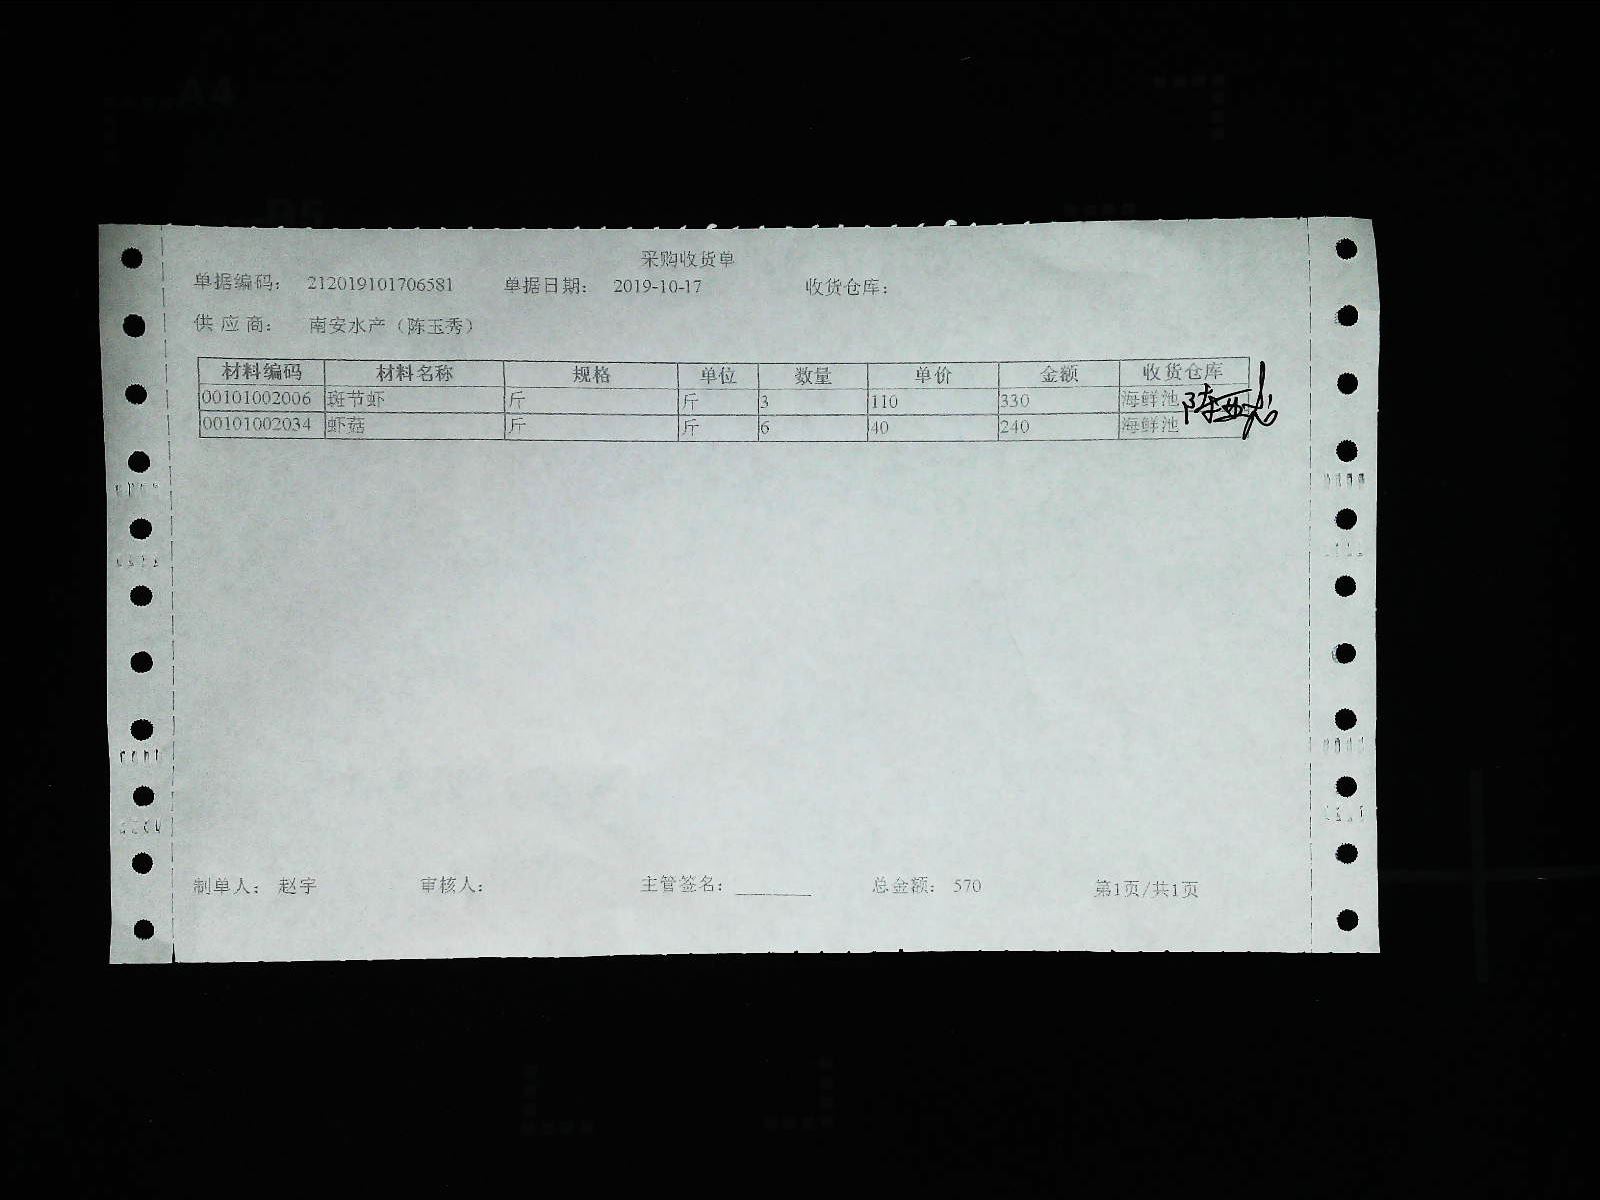 采购收货单
单据编码： 212019101706581 单据日期： 2019-10-17 收货仓库：
供 应 商： 南安水产（陈玉秀）
材料编码 材料名称 规格 单位 数量 单价 金额 收货仓库
00101002006 斑节虾 斤 斤 3 110 330 海鲜池
00101002034 虾菇 斤 斤 6 40 240 海鲜池
制单人： 赵宇 审核人： 主管签名： 总金额： 570 第1页/共1页